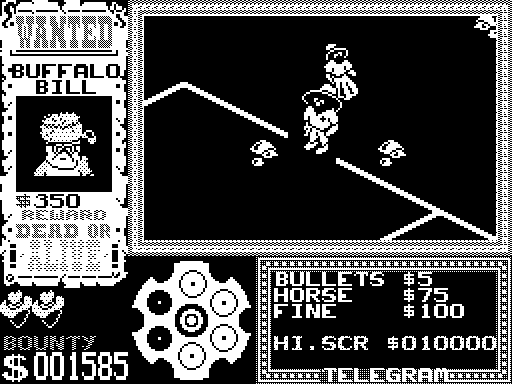 WANTED
BUFFALO
BILL
$350
REWARD
DEAD OR
ALIVE
BOUNTY
$001585
BULLETS $5
HORSE $75
FINE $100
HI.SCR $010000
TELEGRAM